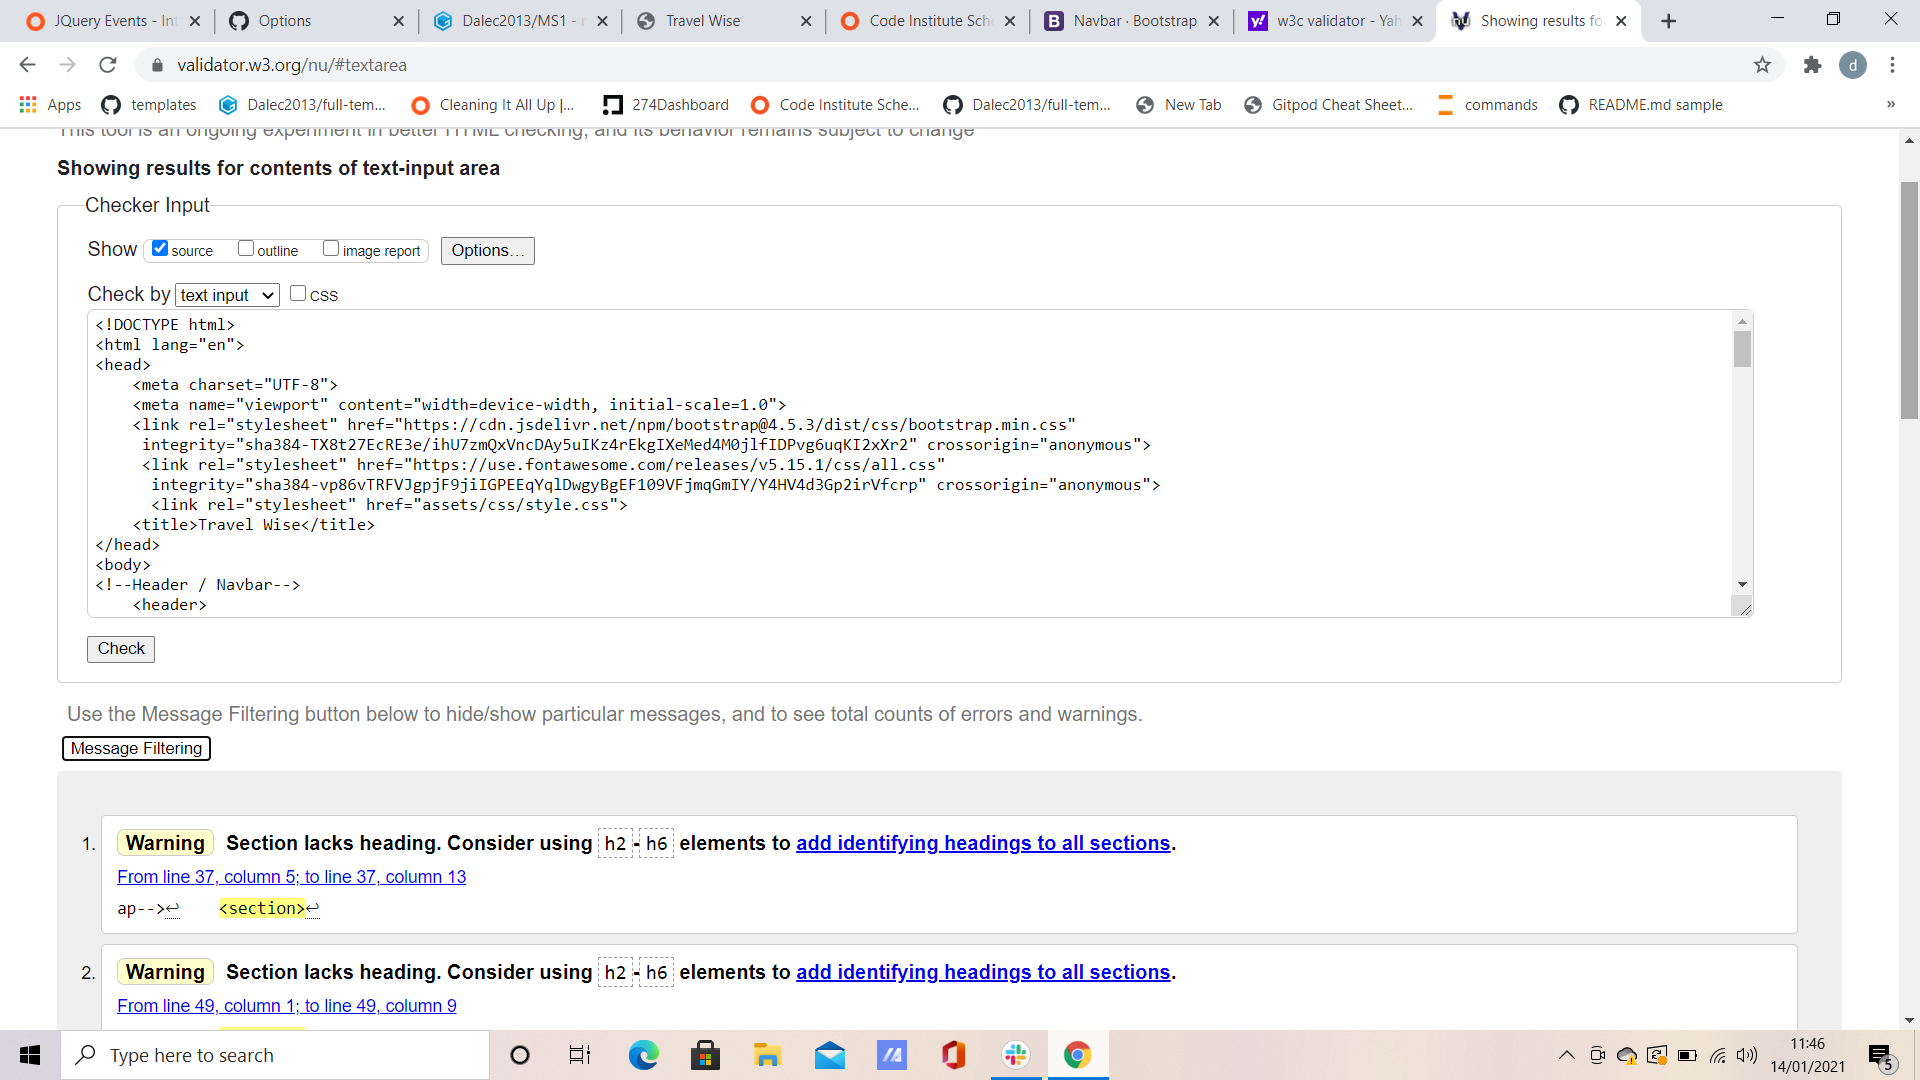 JQuery Events - Int
Options
Dalec2013/MS1 - 
Travel Wise
Code Institute Sch
Navbar · Bootstrap
w3c validator - Yah
Showing results fo
validator.w3.org/nu/#textarea
d
Apps
templates
Dalec2013/full-tem...
Cleaning It All Up |...
274Dashboard
Code Institute Sche...
Dalec2013/full-tem...
New Tab
Gitpod Cheat Sheet...
commands
README.md sample
»
This tool is an ongoing experiment in better HTML checking, and its behavior remains subject to change
Showing results for contents of text-input area
Checker Input
Show source outline image report Options...
Check by text input CSS
<!DOCTYPE html>
<html lang="en">
<head>
<meta charset="UTF-8">
<meta name="viewport" content="width=device-width, initial-scale=1.0">
<link rel="stylesheet" href="https://cdn.jsdelivr.net/npm/bootstrap@4.5.3/dist/css/bootstrap.min.css"
integrity="sha384-TX8t27EcRE3e/ihU7zmQxVncDAy5uIKz4rEkgIXeMed4M0jlfIDPvg6uqKI2xXr2" crossorigin="anonymous">
<link rel="stylesheet" href="https://use.fontawesome.com/releases/v5.15.1/css/all.css"
integrity="sha384-vp86vTRFVJgpjF9jiIGPEEqYqlDwgyBgEF109VFjmqGmIY/Y4HV4d3Gp2irVfcrp" crossorigin="anonymous">
<link rel="stylesheet" href="assets/css/style.css">
<title>Travel Wise</title>
</head>
<body>
<!--Header / Navbar-->
<header>
Check
Use the Message Filtering button below to hide/show particular messages, and to see total counts of errors and warnings.
Message Filtering
1. Warning Section lacks heading. Consider using h2-h6 elements to add identifying headings to all sections.
From line 37, column 5; to line 37, column 13
ap-->↩ <section>↩
2. Warning Section lacks heading. Consider using h2-h6 elements to add identifying headings to all sections.
From line 49, column 1; to line 49, column 9
Type here to search
11:46
14/01/2021
5